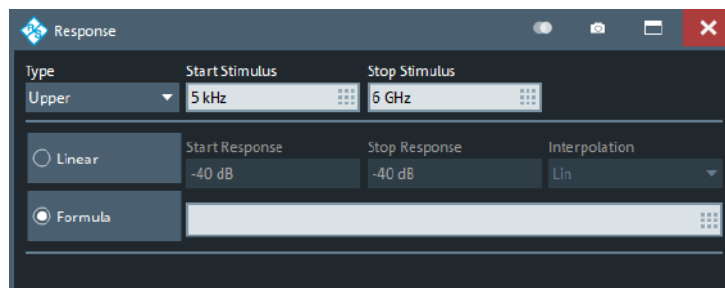 Response
Type
Start Stimulus
Stop Stimulus
Upper
5 kHz
6 GHz
Linear
Start Response
Stop Response
Interpolation
-40 dB
-40 dB
Lin
Formula